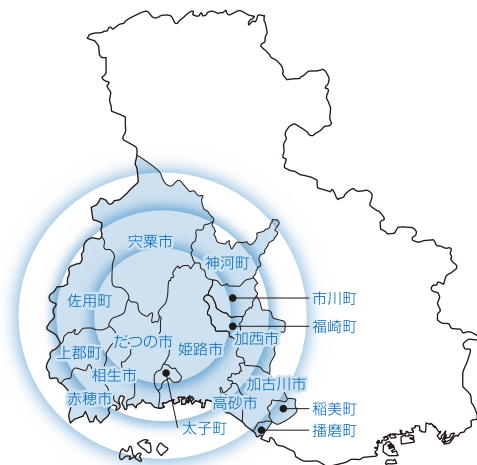 宍粟市
神河町
佐用町
市川町
福崎町
たつの市
姫路市
加西市
上郡町
相生市
加古川市
赤穂市
高砂市
稲美町
太子町
播磨町